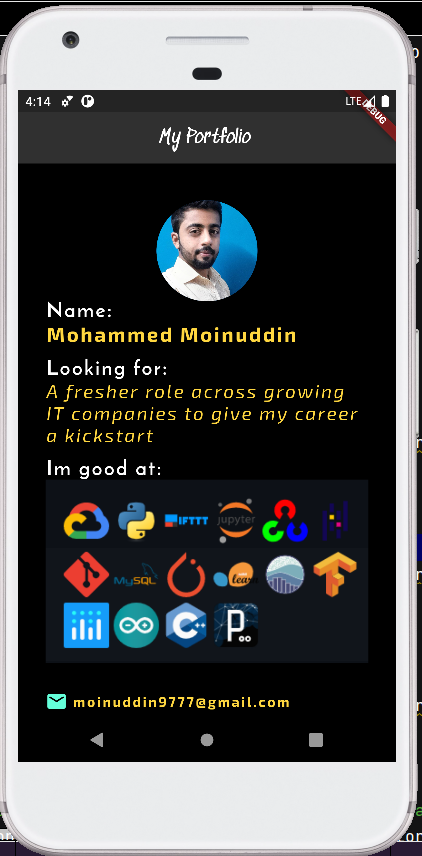 4:14
LTE
DEBUG
My Portfolio
Name:
Mohammed Moinuddin
Looking for:
A fresher role across growing
IT companies to give my career
a kickstart
Im good at:
IFTTT
jupyter
MySQL
learn
C++
P
moinuddin9777@gmail.com